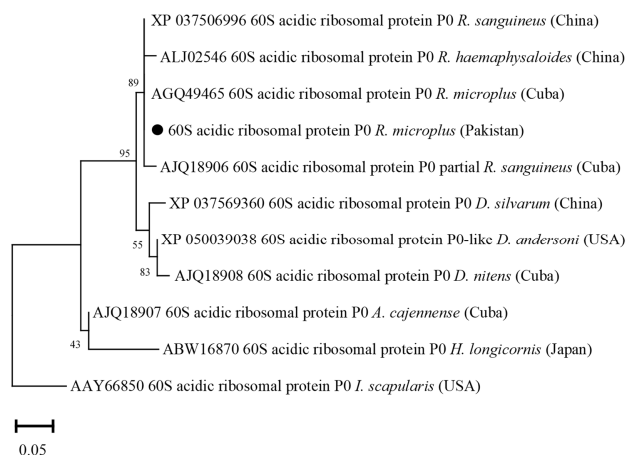 XP 037506996 60S acidic ribosomal protein P0 R. sanguineus (China)
ALJ02546 60S acidic ribosomal protein P0 R. haemaphysaloides (China)
89
AGQ49465 60S acidic ribosomal protein P0 R. microplus (Cuba)
60S acidic ribosomal protein P0 R. microplus (Pakistan)
95
AJQ18906 60S acidic ribosomal protein P0 partial R. sanguineus (Cuba)
XP 037569360 60S acidic ribosomal protein P0 D. silvarum (China)
55
XP 050039038 60S acidic ribosomal protein P0-like D. andersoni (USA)
83
AJQ18908 60S acidic ribosomal protein P0 D. nitens (Cuba)
AJQ18907 60S acidic ribosomal protein P0 A. cajennense (Cuba)
43
ABW16870 60S acidic ribosomal protein P0 H. longicornis (Japan)
AAY66850 60S acidic ribosomal protein P0 I. scapularis (USA)
0.05